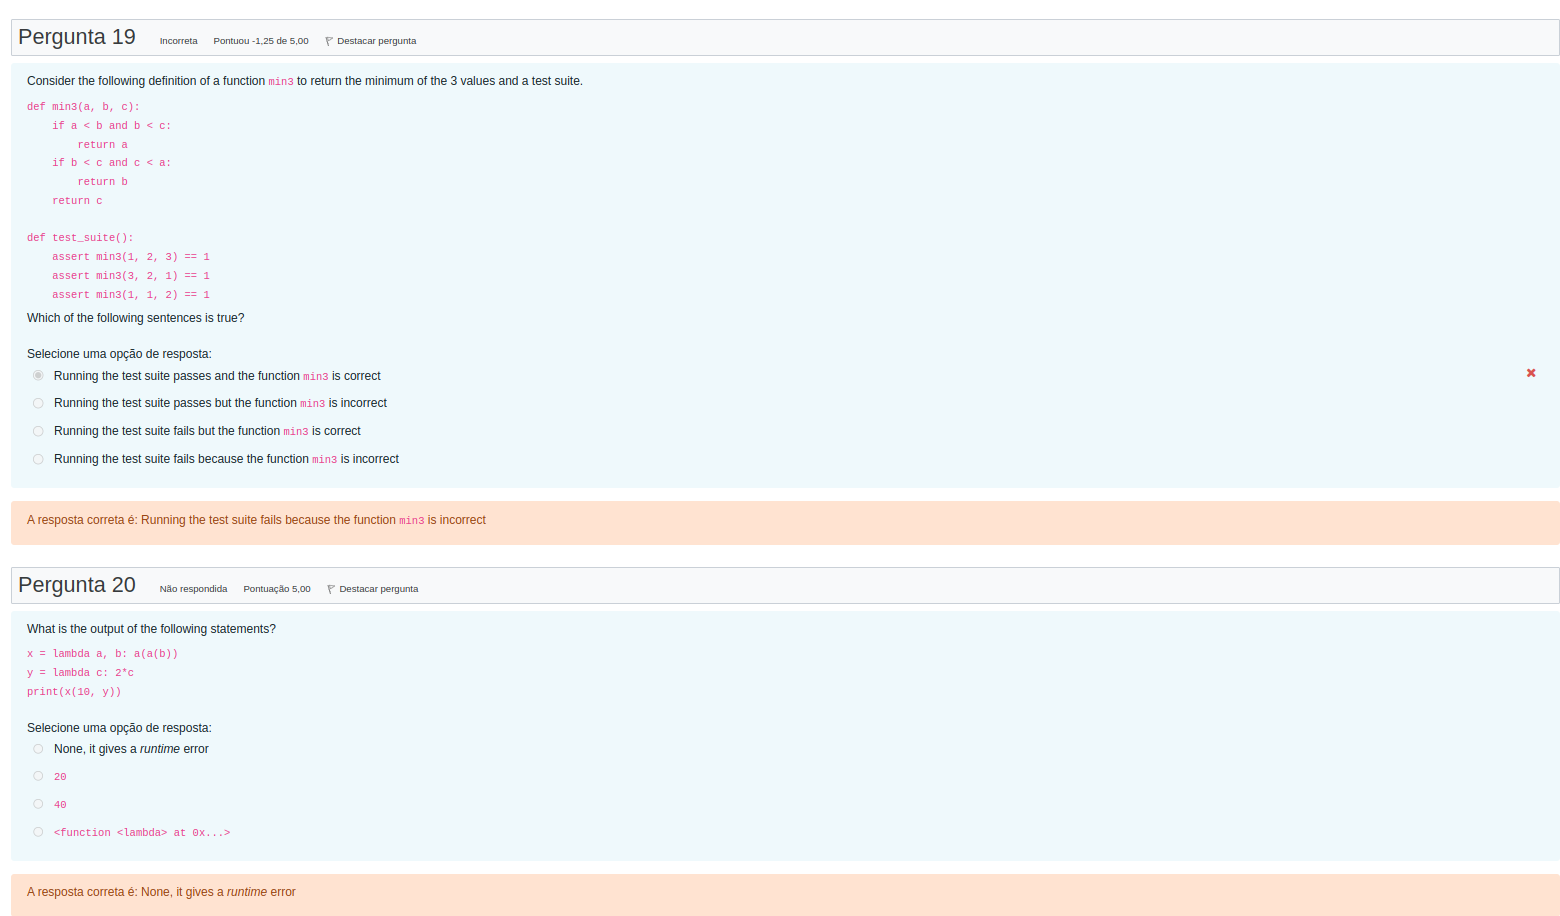 Pergunta 19 Incorreta Pontuou -1,25 de 5,00 Destacar pergunta
Consider the following definition of a function min3 to return the minimum of the 3 values and a test suite.
def min3(a, b, c):
    if a < b and b < c:
        return a
    if b < c and c < a:
        return b
    return c
def test_suite():
    assert min3(1, 2, 3) == 1
    assert min3(3, 2, 1) == 1
    assert min3(1, 1, 2) == 1
Which of the following sentences is true?
Selecione uma opção de resposta:
Running the test suite passes and the function min3 is correct
Running the test suite passes but the function min3 is incorrect
Running the test suite fails but the function min3 is correct
Running the test suite fails because the function min3 is incorrect
A resposta correta é: Running the test suite fails because the function min3 is incorrect
Pergunta 20 Não respondida Pontuação 5,00 Destacar pergunta
What is the output of the following statements?
x = lambda a, b: a(a(b))
y = lambda c: 2*c
print(x(10, y))
Selecione uma opção de resposta:
None, it gives a runtime error
20
40
<function <lambda> at 0x...>
A resposta correta é: None, it gives a runtime error